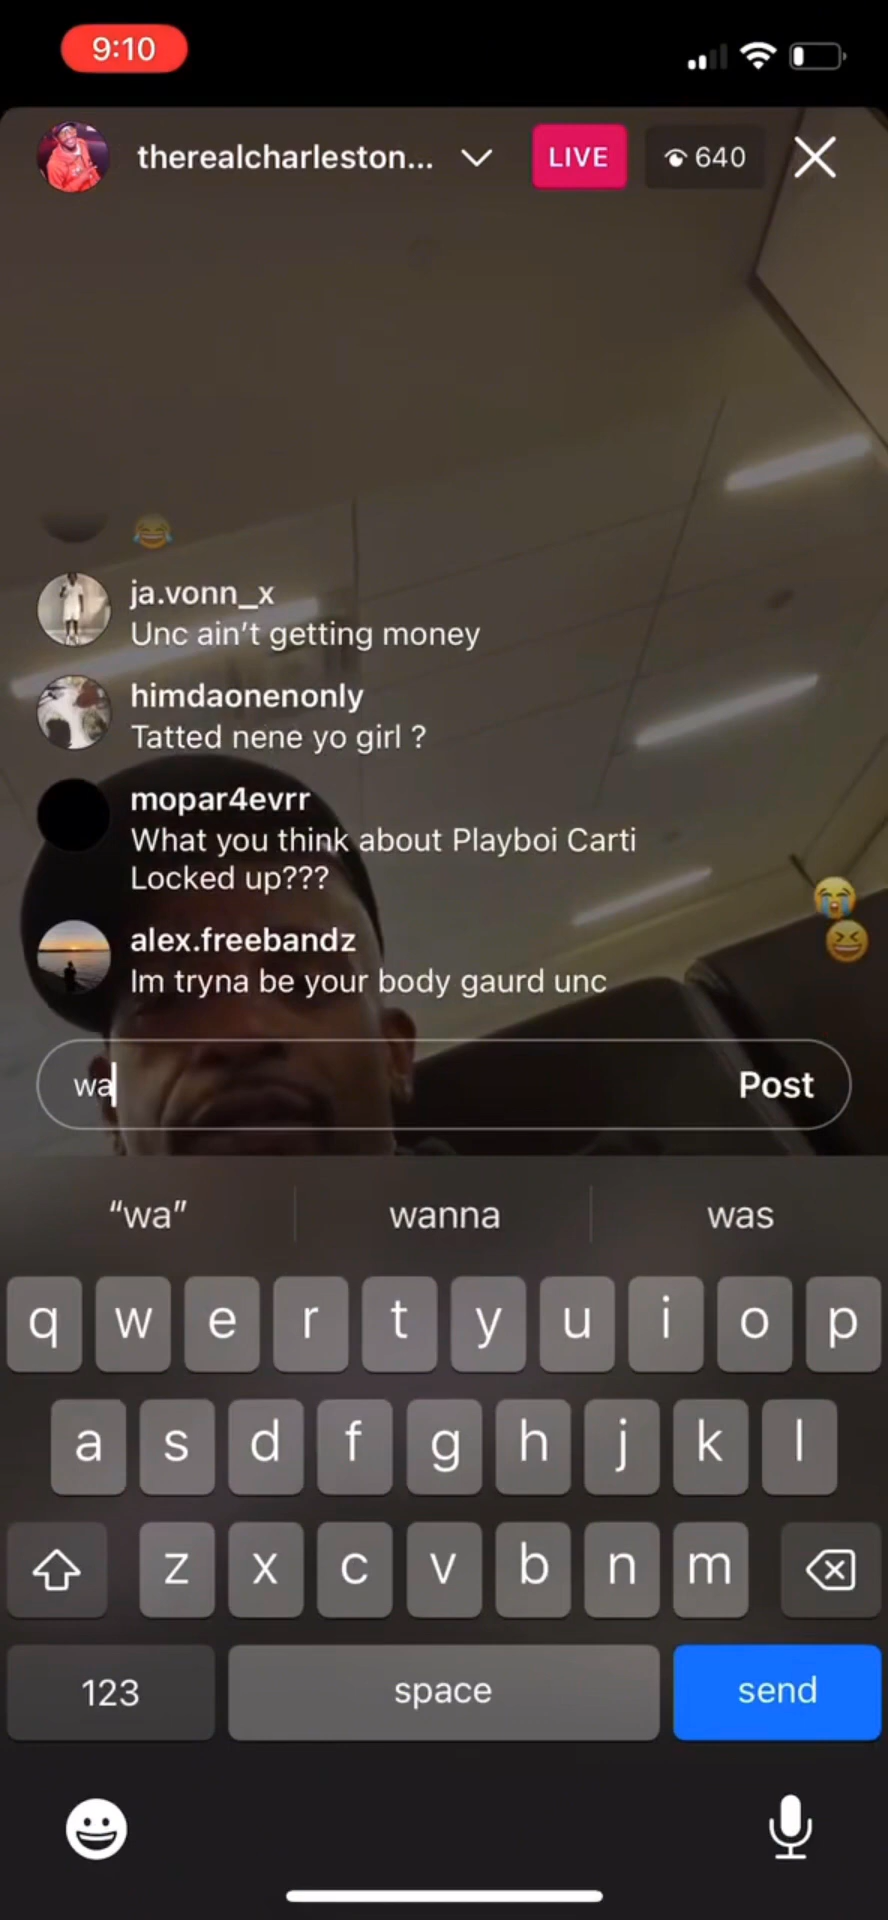 9:10
therealcharleston...
LIVE
640
ja.vonn_x
Unc ain’t getting money
himdaonenonly
Tatted nene yo girl ?
mopar4evrr
What you think about Playboi Carti
Locked up???
alex.freebandz
Im tryna be your body gaurd unc
wa
Post
“wa” wanna was
q w e r t y u i o p
a s d f g h j k l
z x c v b n m
123 space send